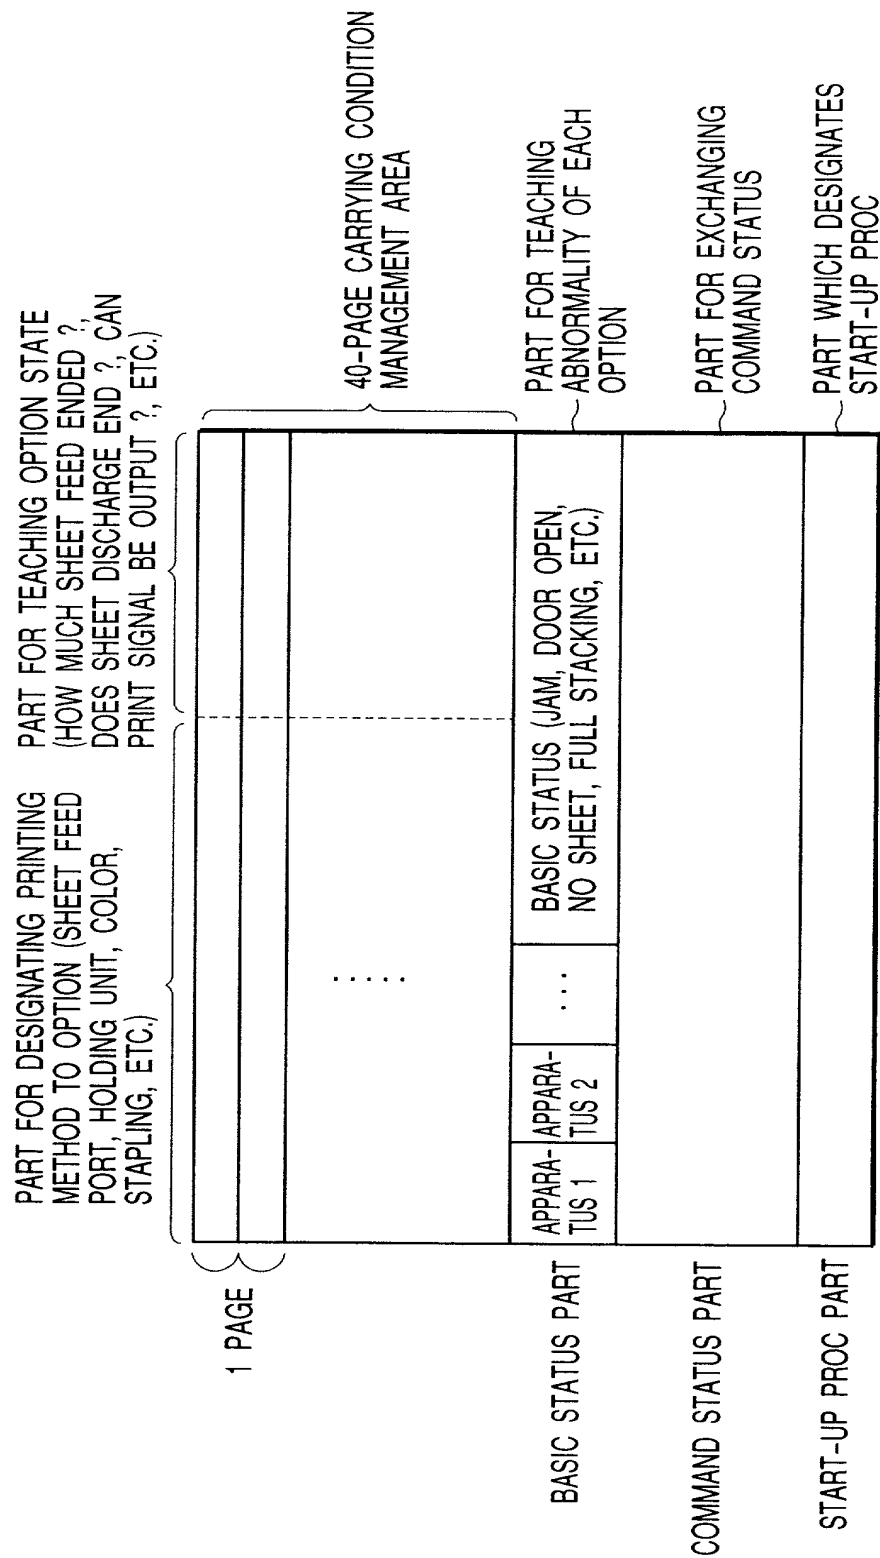 PART FOR DESIGNATING PRINTING
METHOD TO OPTION (SHEET FEED
PORT, HOLDING UNIT, COLOR,
STAPLING, ETC.)
PART FOR TEACHING OPTION STATE
(HOW MUCH SHEET FEED ENDED ?,
DOES SHEET DISCHARGE END ?, CAN
PRINT SIGNAL BE OUTPUT ?, ETC.)
1 PAGE
.....
40-PAGE CARRYING CONDITION
MANAGEMENT AREA
BASIC STATUS PART
APPARA-
TUS 1
APPARA-
TUS 2
...
BASIC STATUS (JAM, DOOR OPEN,
NO SHEET, FULL STACKING, ETC.)
PART FOR TEACHING
ABNORMALITY OF EACH
OPTION
COMMAND STATUS PART
PART FOR EXCHANGING
COMMAND STATUS
START-UP PROC PART
PART WHICH DESIGNATES
START-UP PROC